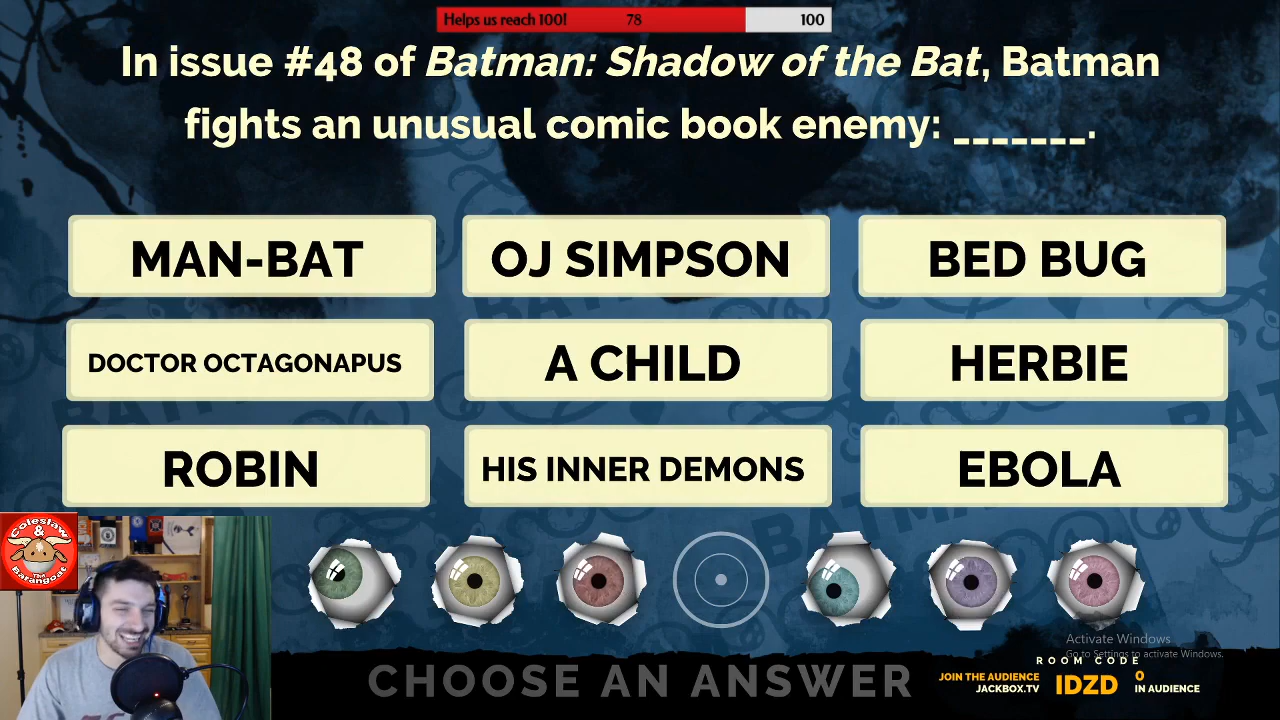 Helps us reach 100! 78 100
In issue #48 of Batman: Shadow of the Bat, Batman
fights an unusual comic book enemy: _______.
MAN-BAT
OJ SIMPSON
BED BUG
DOCTOR OCTAGONAPUS
A CHILD
HERBIE
ROBIN
HIS INNER DEMONS
EBOLA
Coleslaw
&
The
Batangoat
CHOOSE AN ANSWER
Activate Windows
Go to Settings to activate Windows.
ROOM CODE
JOIN THE AUDIENCE
JACKBOX.TV
IDZD
0
IN AUDIENCE